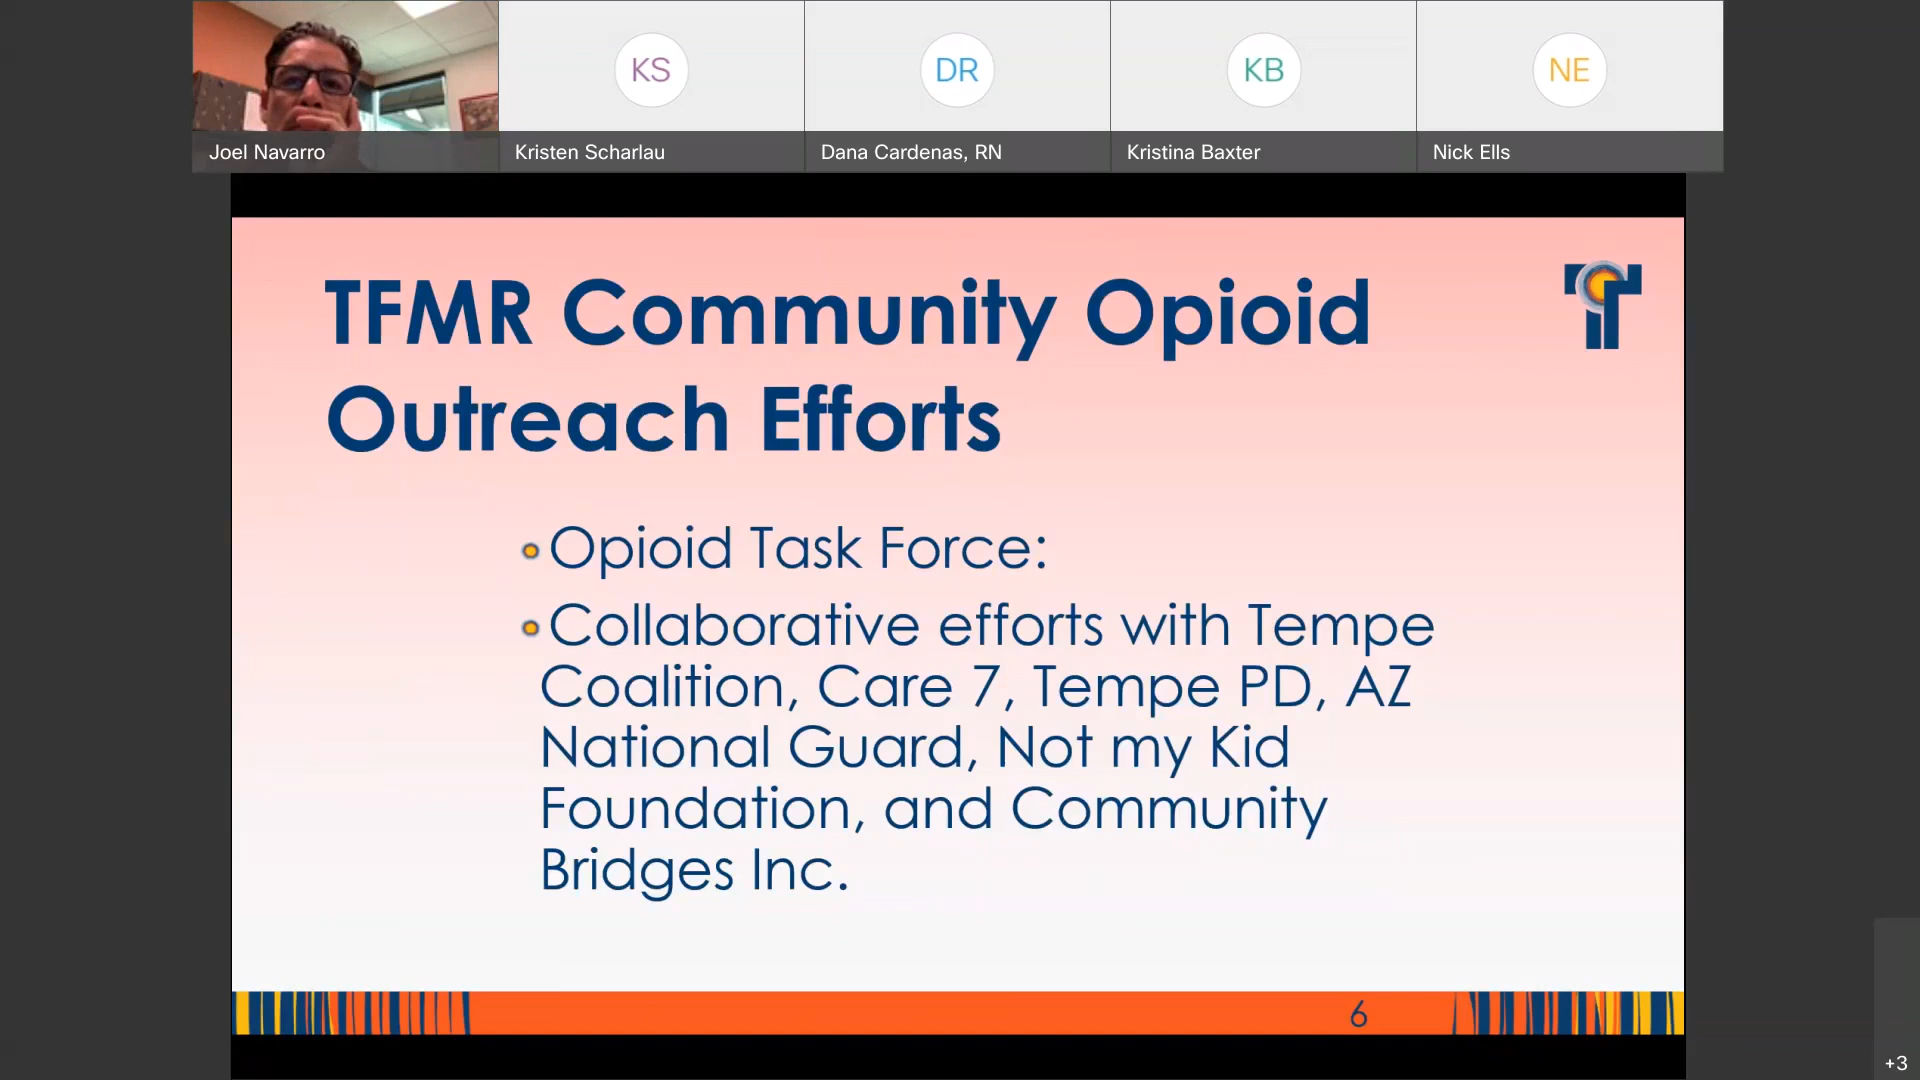 KS
DR
KB
NE
Joel Navarro
Kristen Scharlau
Dana Cardenas, RN
Kristina Baxter
Nick Ells
TFMR Community Opioid
Outreach Efforts
Opioid Task Force:
Collaborative efforts with Tempe
Coalition, Care 7, Tempe PD, AZ
National Guard, Not my Kid
Foundation, and Community
Bridges Inc.
6
+3